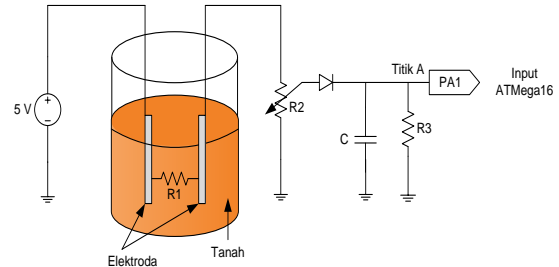 Titik A
PA1
Input
ATMega16
5 V
R2
C
R3
R1
Elektroda
Tanah